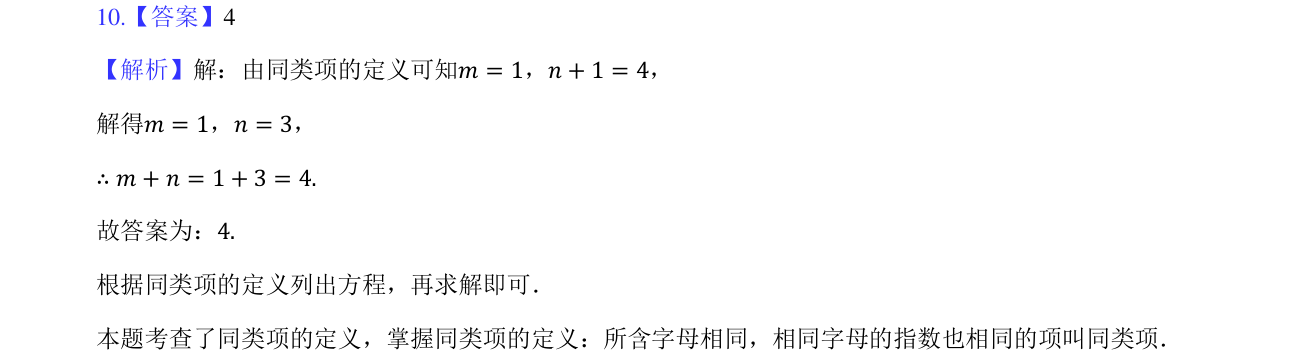 10.【答案】4
【解析】解：由同类项的定义可知m = 1，n + 1 = 4，
解得m = 1，n = 3，
∴ m + n = 1 + 3 = 4.
故答案为：4.
根据同类项的定义列出方程，再求解即可．
本题考查了同类项的定义，掌握同类项的定义：所含字母相同，相同字母的指数也相同的项叫同类项．